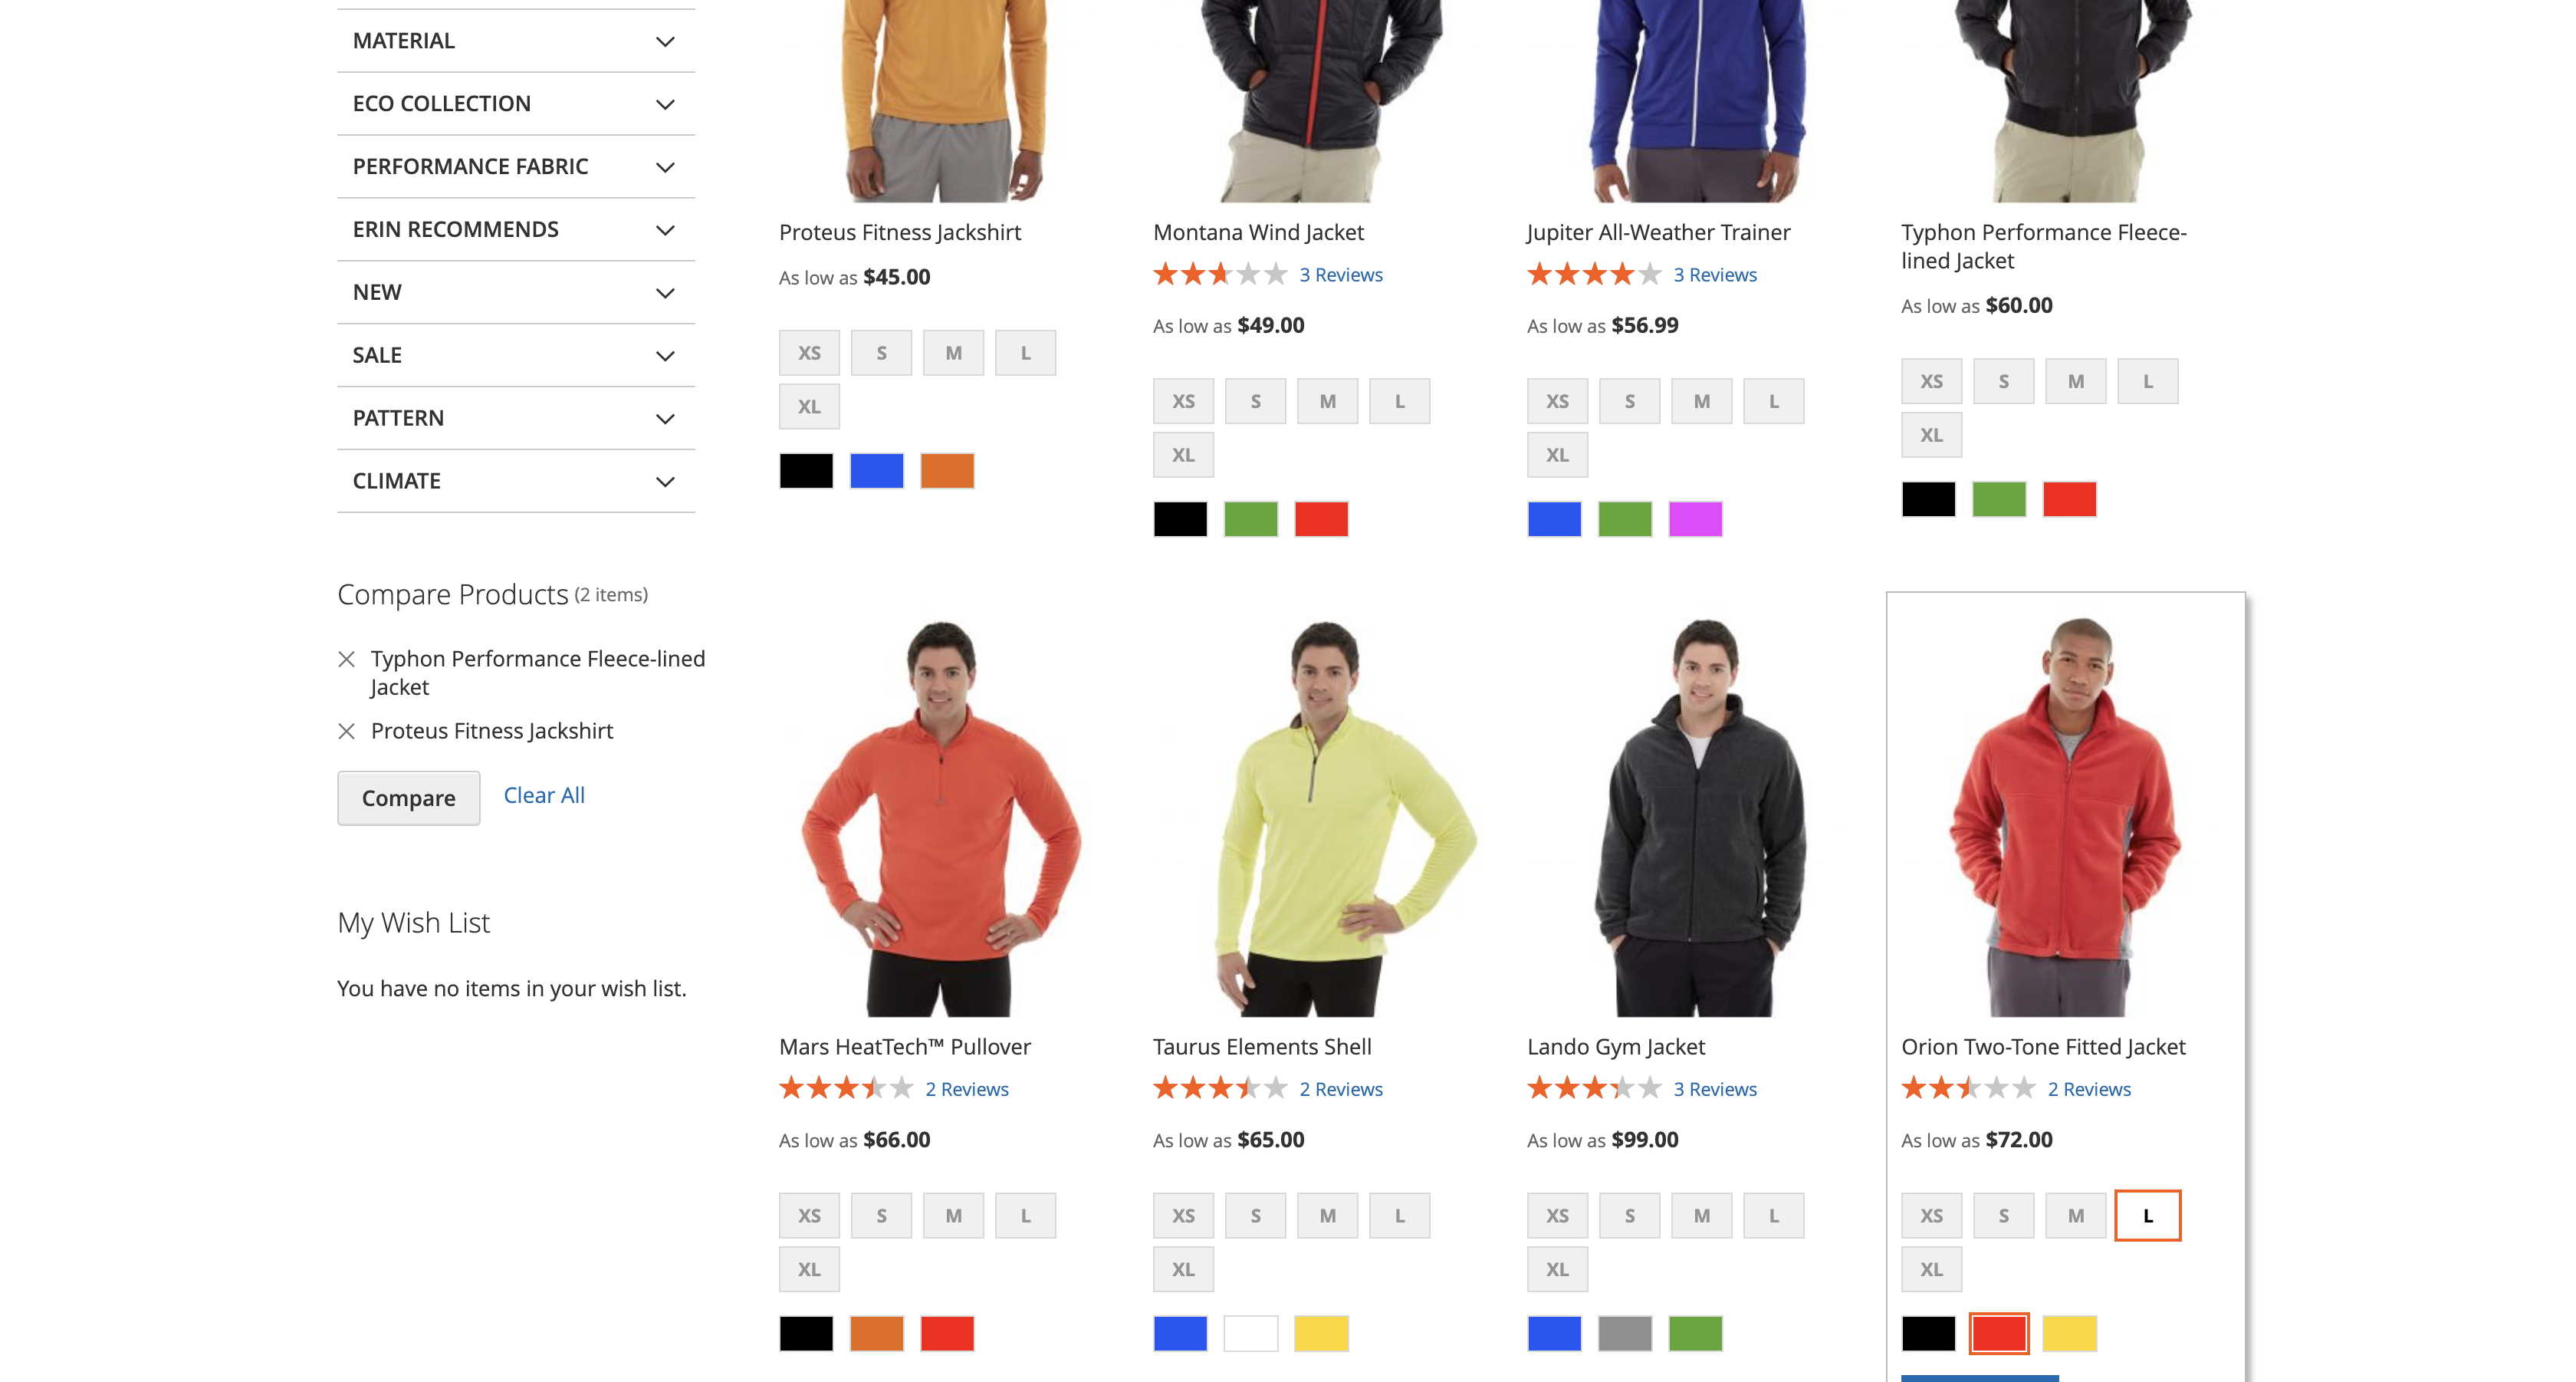 MATERIAL
ECO COLLECTION
PERFORMANCE FABRIC
ERIN RECOMMENDS
NEW
SALE
PATTERN
CLIMATE
Compare Products (2 items)
Typhon Performance Fleece-lined
Jacket
Proteus Fitness Jackshirt
Compare Clear All
My Wish List
You have no items in your wish list.
Proteus Fitness Jackshirt
As low as $45.00
XS S M L
XL
Montana Wind Jacket
3 Reviews
As low as $49.00
XS S M L
XL
Jupiter All-Weather Trainer
3 Reviews
As low as $56.99
XS S M L
XL
Typhon Performance Fleece-
lined Jacket
As low as $60.00
XS S M L
XL
Mars HeatTech™ Pullover
2 Reviews
As low as $66.00
XS S M L
XL
Taurus Elements Shell
2 Reviews
As low as $65.00
XS S M L
XL
Lando Gym Jacket
3 Reviews
As low as $99.00
XS S M L
XL
Orion Two-Tone Fitted Jacket
2 Reviews
As low as $72.00
XS S M L
XL